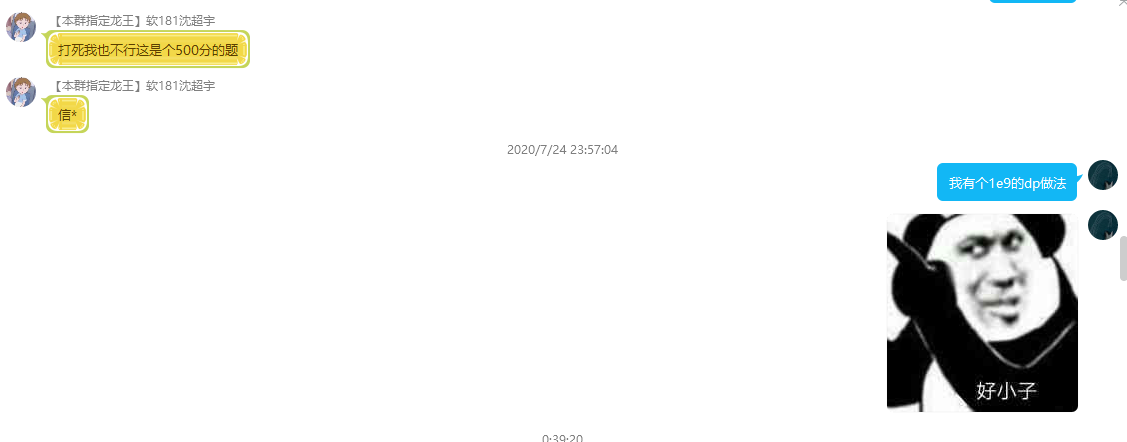 【本群指定龙王】软181沈超宇
打死我也不行这是个500分的题
【本群指定龙王】软181沈超宇
信*
2020/7/24 23:57:04
我有个1e9的dp做法
好小子
0:39:20